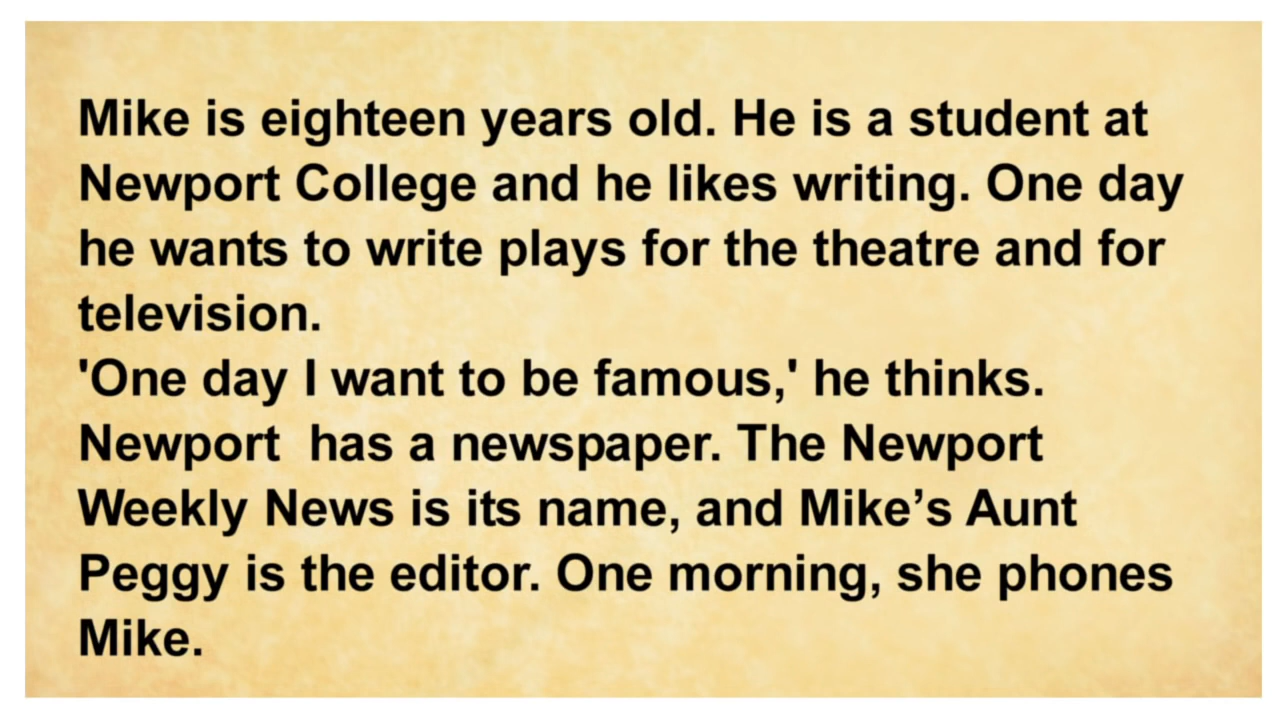 Mike is eighteen years old. He is a student at
Newport College and he likes writing. One day
he wants to write plays for the theatre and for
television.
'One day I want to be famous,' he thinks.
Newport  has a newspaper. The Newport
Weekly News is its name, and Mike’s Aunt
Peggy is the editor. One morning, she phones
Mike.